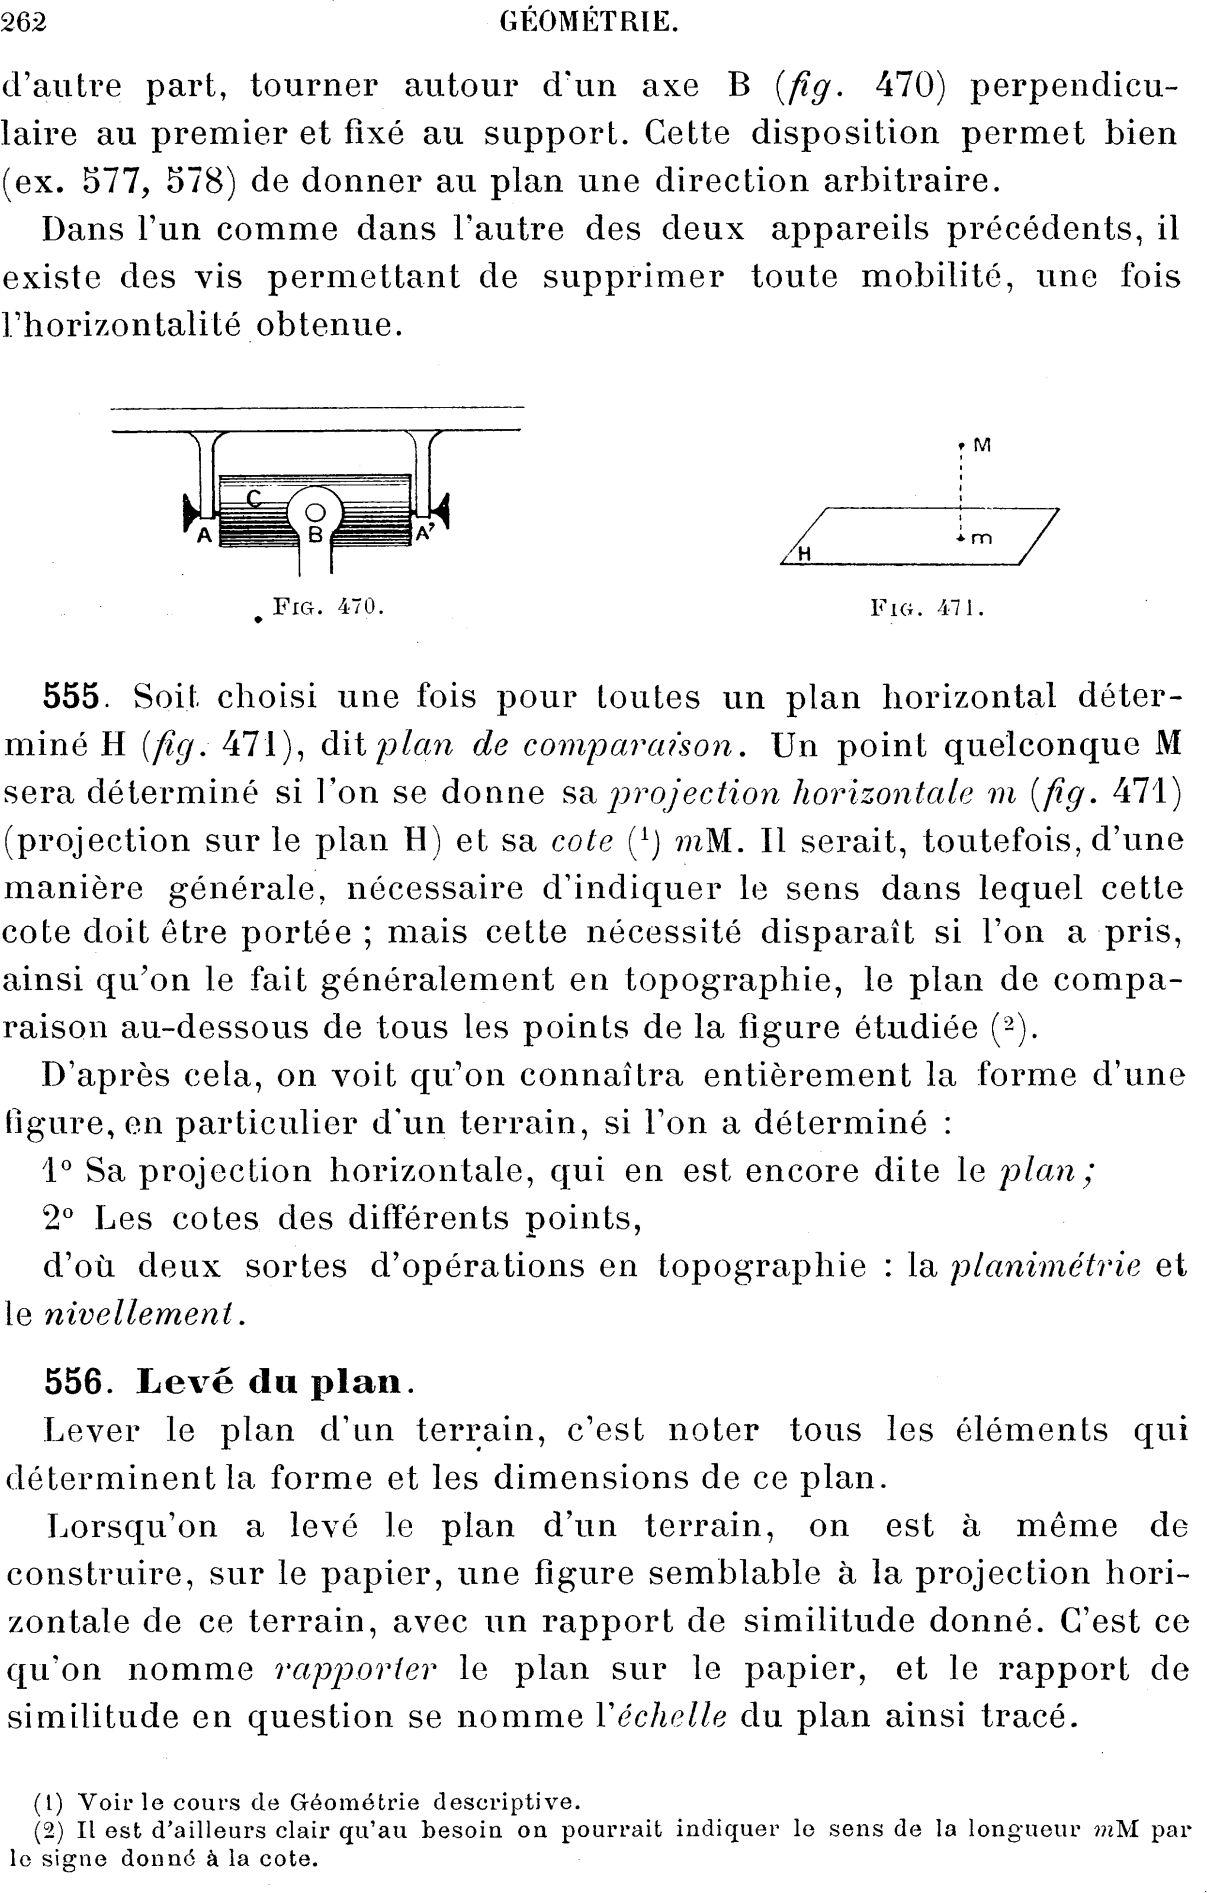 262 GÉOMÉTRIE.
d'autre part, tourner autour d'un axe B (fig. 470) perpendicu-
laire au premier et fixé au support. Cette disposition permet bien
(ex. 577, 578) de donner au plan une direction arbitraire.
Dans l'un comme dans l'autre des deux appareils précédents, il
existe des vis permettant de supprimer toute mobilité, une fois
l'horizontalité obtenue.
C
A B A'
FIG. 470.
M
m
H
FIG. 471.
555. Soit choisi une fois pour toutes un plan horizontal déter-
miné H (fig. 471), dit plan de comparaison. Un point quelconque M
sera déterminé si l'on se donne sa projection horizontale m (fig. 471)
(projection sur le plan H) et sa cote (1) mM. Il serait, toutefois, d'une
manière générale, nécessaire d'indiquer le sens dans lequel cette
cote doit être portée ; mais cette nécessité disparaît si l'on a pris,
ainsi qu'on le fait généralement en topographie, le plan de compa-
raison au-dessous de tous les points de la figure étudiée (2).
D'après cela, on voit qu'on connaîtra entièrement la forme d'une
figure, en particulier d'un terrain, si l'on a déterminé :
1° Sa projection horizontale, qui en est encore dite le plan ;
2° Les cotes des différents points,
d'où deux sortes d'opérations en topographie : la planimétrie et
le nivellement.
556. Levé du plan.
Lever le plan d'un terrain, c'est noter tous les éléments qui
déterminent la forme et les dimensions de ce plan.
Lorsqu'on a levé le plan d'un terrain, on est à même de
construire, sur le papier, une figure semblable à la projection hori-
zontale de ce terrain, avec un rapport de similitude donné. C'est ce
qu'on nomme rapporter le plan sur le papier, et le rapport de
similitude en question se nomme l'échelle du plan ainsi tracé.
(1) Voir le cours de Géométrie descriptive.
(2) Il est d'ailleurs clair qu'au besoin on pourrait indiquer le sens de la longueur mM par
le signe donné à la cote.